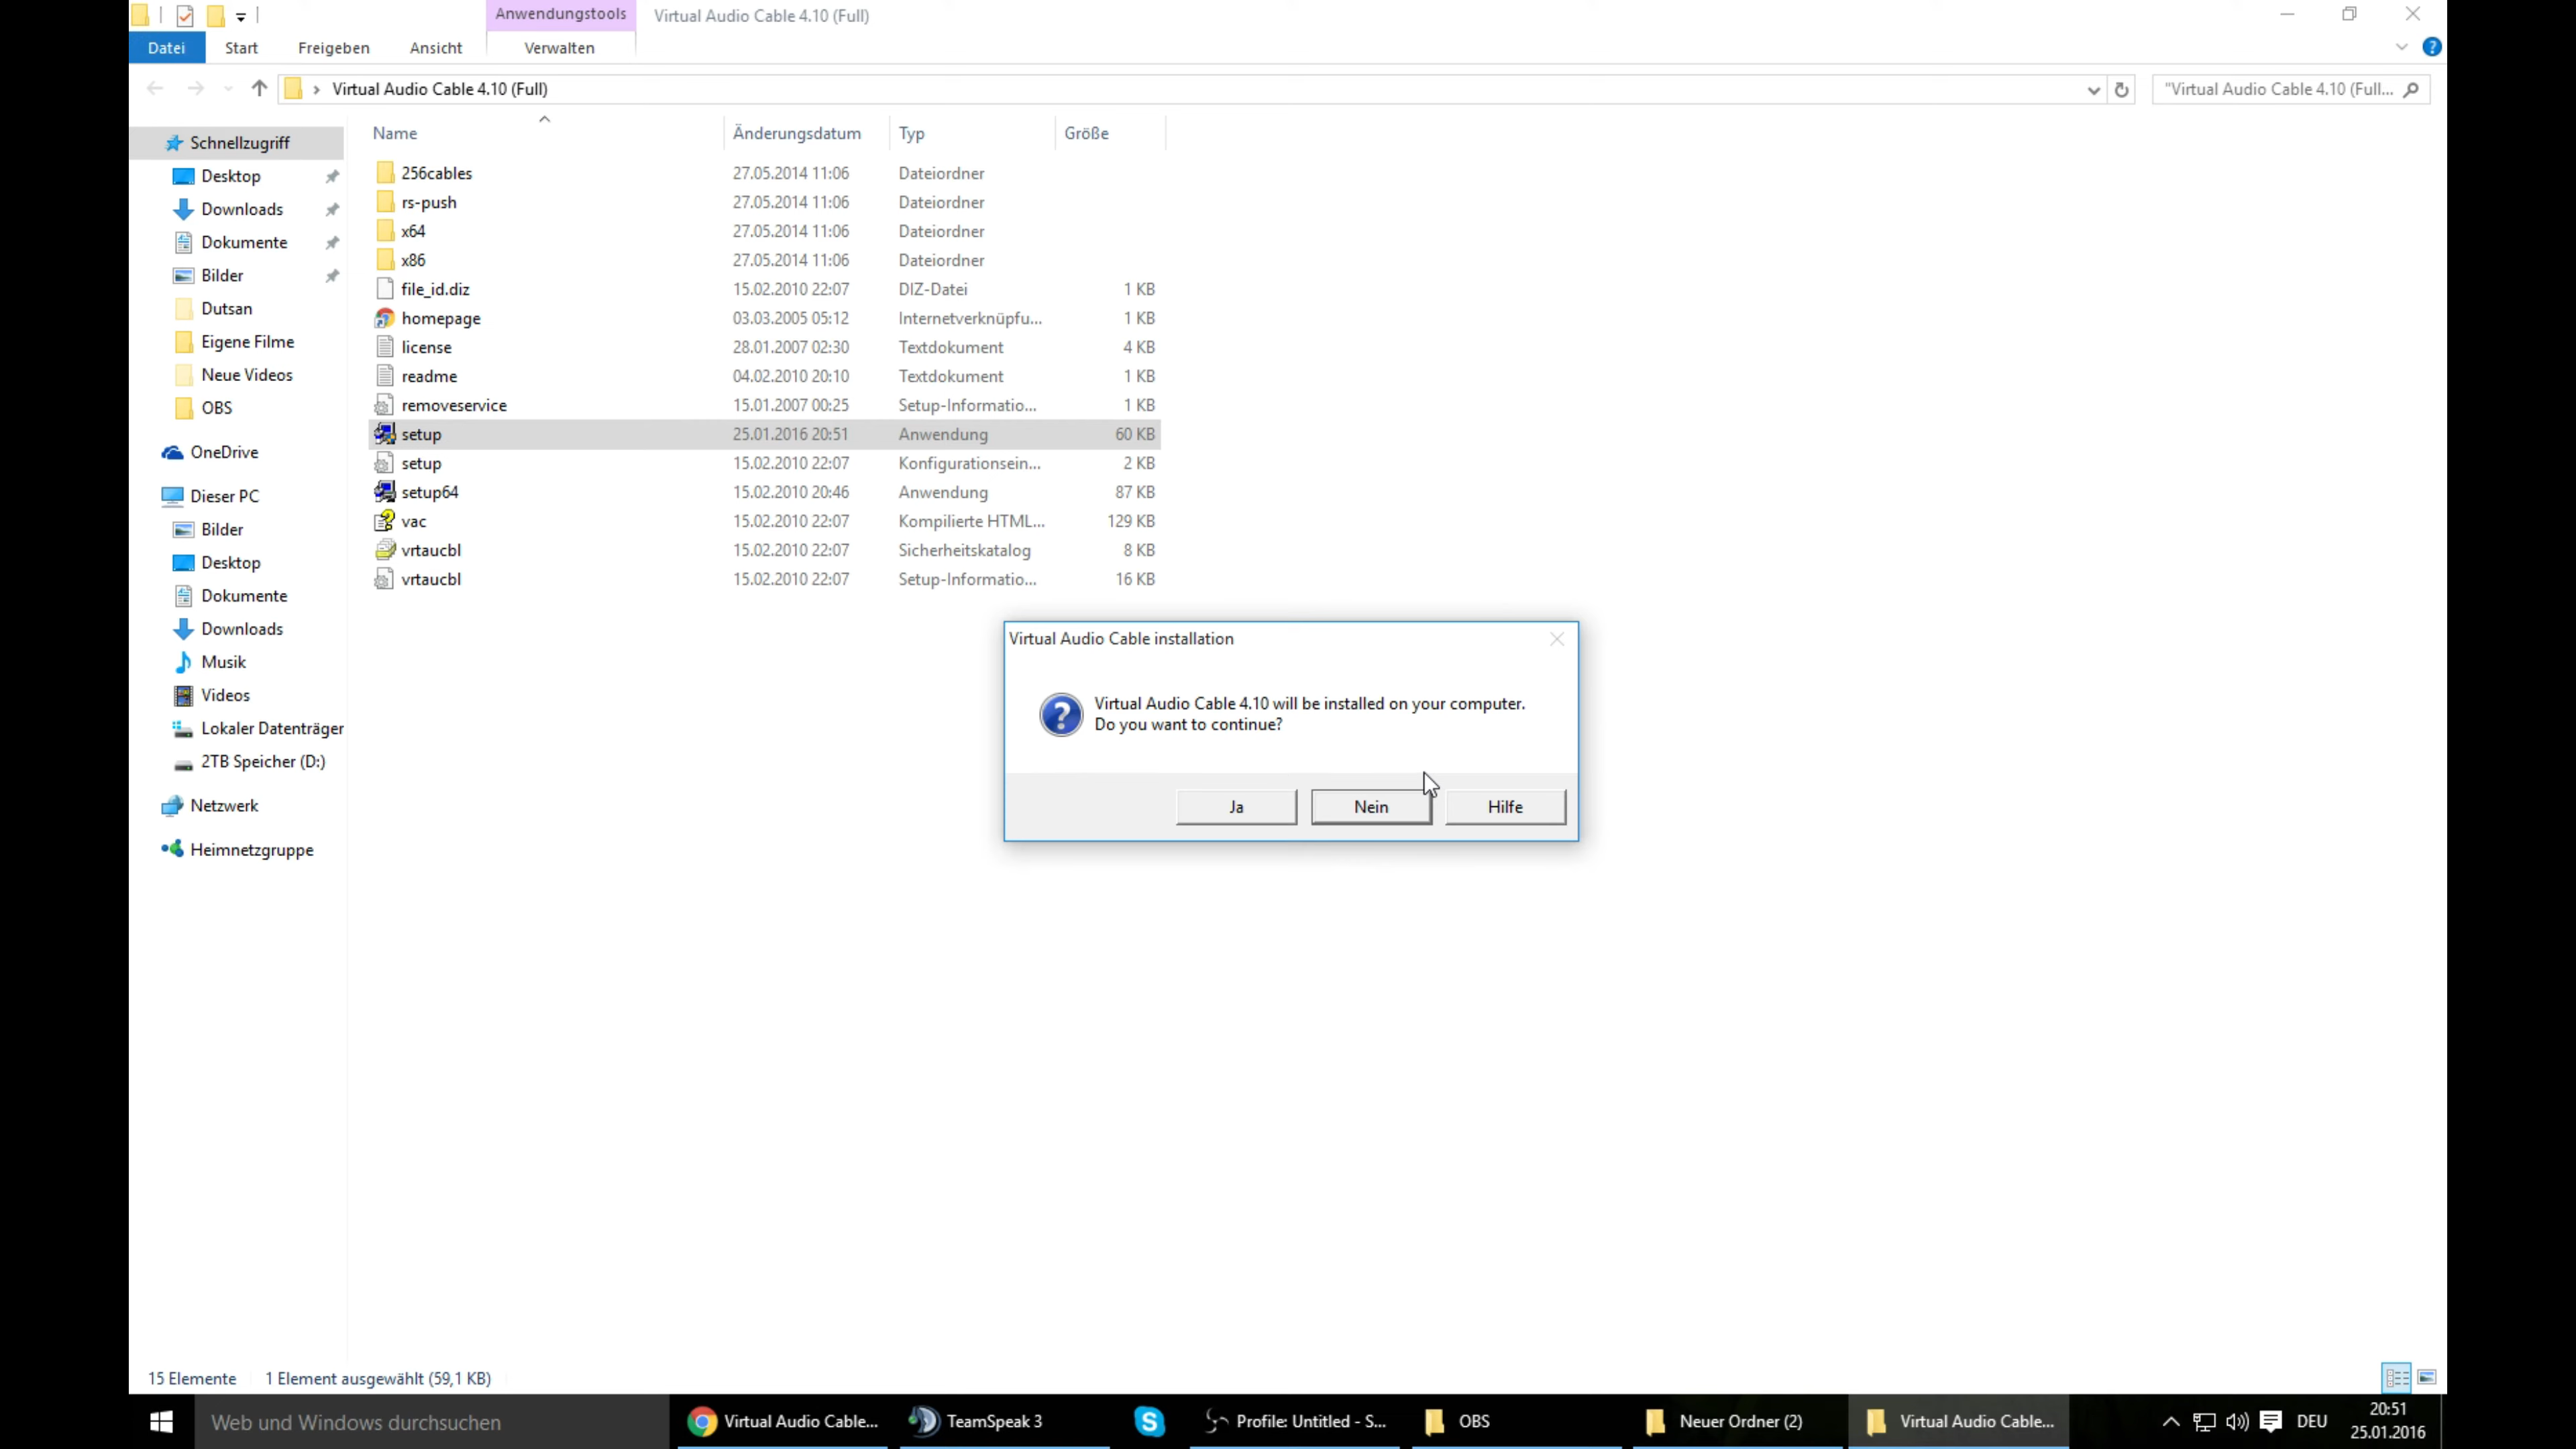 Anwendungstools Virtual Audio Cable 4.10 (Full)
Datei Start Freigeben Ansicht Verwalten
Virtual Audio Cable 4.10 (Full) "Virtual Audio Cable 4.10 (Full...
Schnellzugriff
Desktop
Downloads
Dokumente
Bilder
Dutsan
Eigene Filme
Neue Videos
OBS
OneDrive
Dieser PC
Bilder
Desktop
Dokumente
Downloads
Musik
Videos
Lokaler Datenträger
2TB Speicher (D:)
Netzwerk
Heimnetzgruppe
Name Änderungsdatum Typ Größe
256cables 27.05.2014 11:06 Dateiordner
rs-push 27.05.2014 11:06 Dateiordner
x64 27.05.2014 11:06 Dateiordner
x86 27.05.2014 11:06 Dateiordner
file_id.diz 15.02.2010 22:07 DIZ-Datei 1 KB
homepage 03.03.2005 05:12 Internetverknüpfu... 1 KB
license 28.01.2007 02:30 Textdokument 4 KB
readme 04.02.2010 20:10 Textdokument 1 KB
removeservice 15.01.2007 00:25 Setup-Informatio... 1 KB
setup 25.01.2016 20:51 Anwendung 60 KB
setup 15.02.2010 22:07 Konfigurationsein... 2 KB
setup64 15.02.2010 20:46 Anwendung 87 KB
vac 15.02.2010 22:07 Kompilierte HTML... 129 KB
vrtaucbl 15.02.2010 22:07 Sicherheitskatalog 8 KB
vrtaucbl 15.02.2010 22:07 Setup-Informatio... 16 KB
Virtual Audio Cable installation
Virtual Audio Cable 4.10 will be installed on your computer.
Do you want to continue?
Ja Nein Hilfe
15 Elemente 1 Element ausgewählt (59,1 KB)
Web und Windows durchsuchen Virtual Audio Cable... TeamSpeak 3 Profile: Untitled - S... OBS Neuer Ordner (2) Virtual Audio Cable... DEU 20:51
25.01.2016